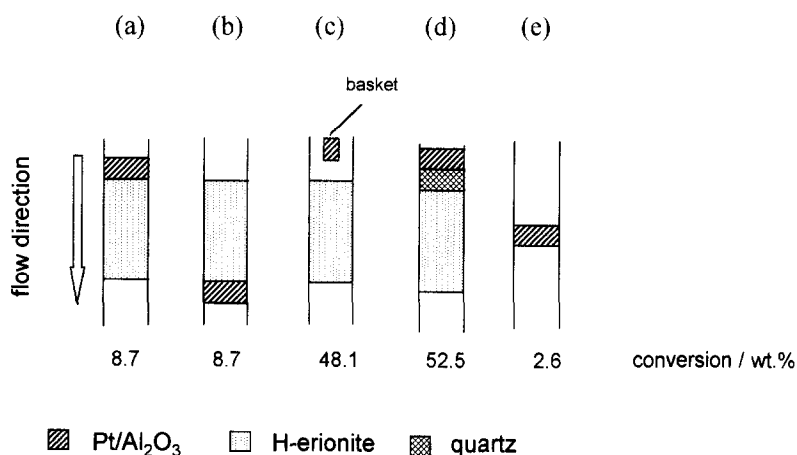 (a) (b) (c) (d) (e)
basket
flow direction
8.7 8.7 48.1 52.5 2.6 conversion / wt.%
Pt/Al₂O₃ H-erionite quartz